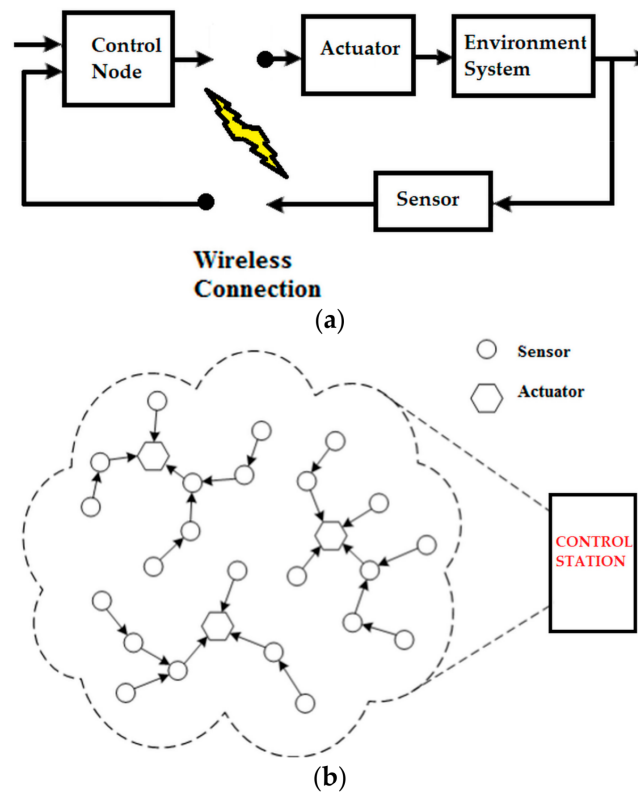 Control
Node
Actuator
Environment
System
Sensor
Wireless
Connection
(a)
Sensor
Actuator
CONTROL
STATION
(b)